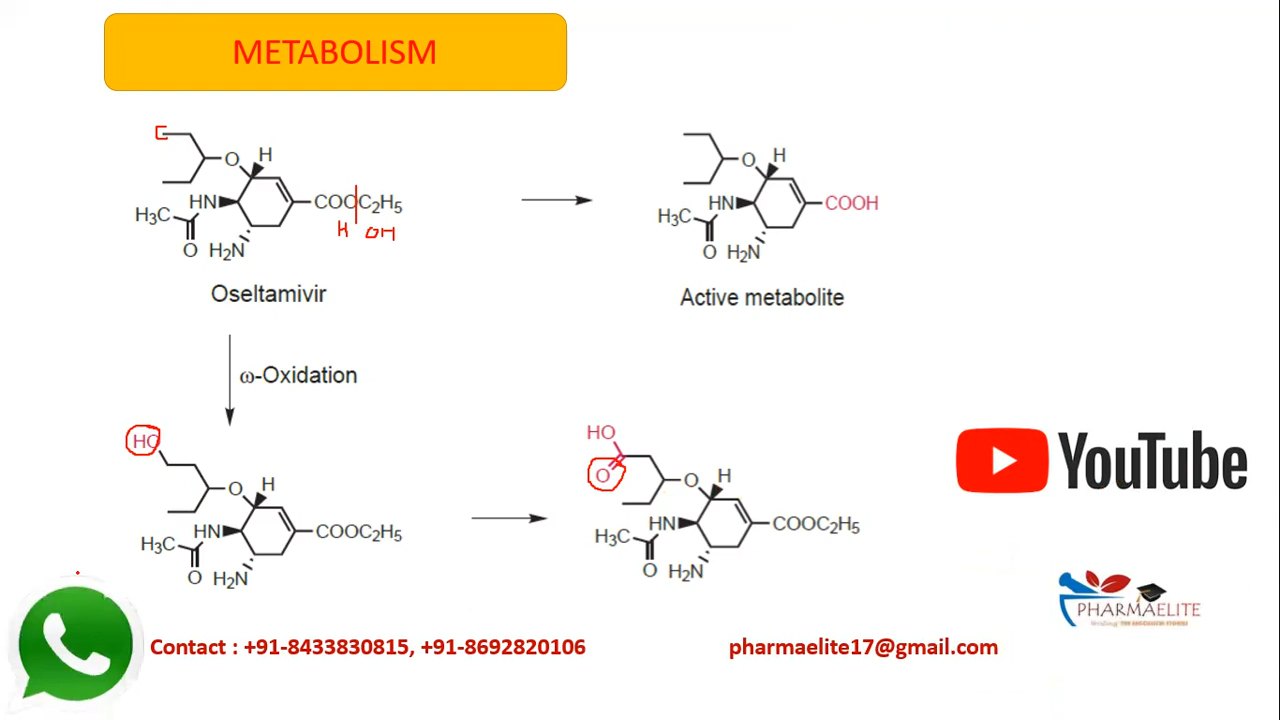 METABOLISM
O H
HN COOC₂H₅
H₃C
H OH
O H₂N
Oseltamivir
O H
HN COOH
H₃C
O H₂N
Active metabolite
ω-Oxidation
HO
O H
HN COOC₂H₅
H₃C
O H₂N
HO
O O H
HN COOC₂H₅
H₃C
O H₂N
YouTube
PHARMAELITE
Contact : +91-8433830815, +91-8692820106
pharmaelite17@gmail.com